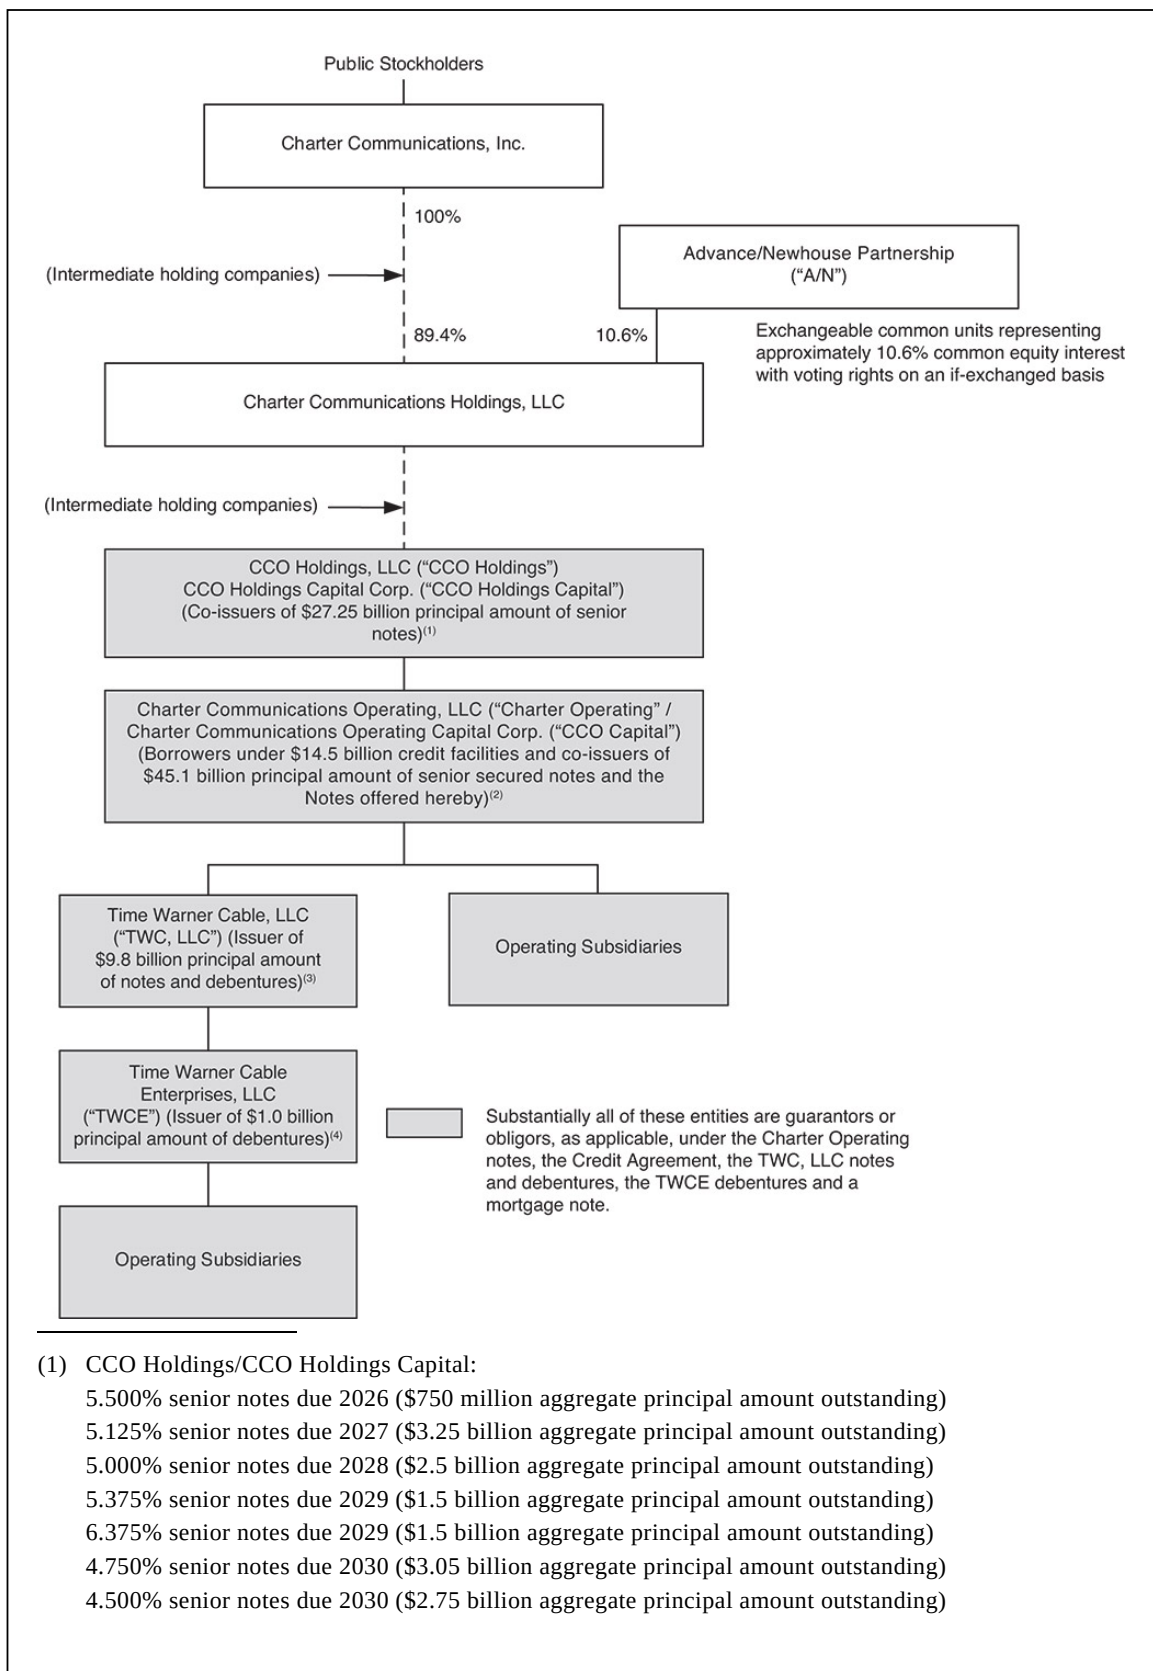 Public Stockholders
Charter Communications, Inc.
100%
Advance/Newhouse Partnership
(“A/N”)
(Intermediate holding companies)
89.4%
10.6%
Exchangeable common units representing
approximately 10.6% common equity interest
with voting rights on an if-exchanged basis
Charter Communications Holdings, LLC
(Intermediate holding companies)
CCO Holdings, LLC (“CCO Holdings”)
CCO Holdings Capital Corp. (“CCO Holdings Capital”)
(Co-issuers of $27.25 billion principal amount of senior
notes)(1)
Charter Communications Operating, LLC (“Charter Operating” /
Charter Communications Operating Capital Corp. (“CCO Capital”)
(Borrowers under $14.5 billion credit facilities and co-issuers of
$45.1 billion principal amount of senior secured notes and the
Notes offered hereby)(2)
Time Warner Cable, LLC
(“TWC, LLC”) (Issuer of
$9.8 billion principal amount
of notes and debentures)(3)
Operating Subsidiaries
Time Warner Cable
Enterprises, LLC
(“TWCE”) (Issuer of $1.0 billion
principal amount of debentures)(4)
Substantially all of these entities are guarantors or
obligors, as applicable, under the Charter Operating
notes, the Credit Agreement, the TWC, LLC notes
and debentures, the TWCE debentures and a
mortgage note.
Operating Subsidiaries
(1) CCO Holdings/CCO Holdings Capital:
5.500% senior notes due 2026 ($750 million aggregate principal amount outstanding)
5.125% senior notes due 2027 ($3.25 billion aggregate principal amount outstanding)
5.000% senior notes due 2028 ($2.5 billion aggregate principal amount outstanding)
5.375% senior notes due 2029 ($1.5 billion aggregate principal amount outstanding)
6.375% senior notes due 2029 ($1.5 billion aggregate principal amount outstanding)
4.750% senior notes due 2030 ($3.05 billion aggregate principal amount outstanding)
4.500% senior notes due 2030 ($2.75 billion aggregate principal amount outstanding)